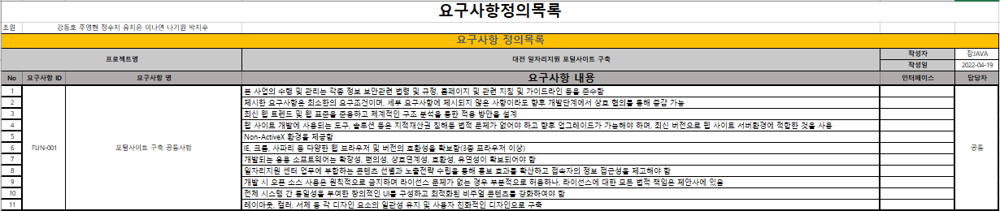 요구사항정의목록
조원 강동호 주영현 정수지 유지은 이나연 나기원 박지수
요구사항 정의목록
프로젝트명 대전 일자리지원 포털사이트 구축 작성자 잡JAVA
작성일 2022-04-19
No 요구사항 ID 요구사항 명 요구사항 내용 인터페이스 담당자
1 본 사업의 수행 및 관리는 각종 정보 보안관련 법령 및 규정, 홈페이지 및 관련 지침 및 가이드라인 등을 준수함
2 제시한 요구사항은 최소한의 요구조건이며, 세부 요구사항에 제시되지 않은 사항이라도 향후 개발단계에서 상호 협의를 통해 증감 가능
3 최신 웹 트렌드 및 웹 표준을 준용하고 체계적인 구조 분석을 통한 적용 방안을 설계
4 웹 사이트 개발에 사용되는 도구, 솔루션 등은 지적재산권 침해등 법적 문제가 없어야 하고 향후 업그레이드가 가능해야 하며, 최신 버전으로 웹 사이트 서버환경에 적합한 것을 사용
5 Non-ActiveX 환경을 제공함
6 FUN-001 포털사이트 구축 공통사항 IE, 크롬, 사파리 등 다양한 웹 브라우저 및 버전의 호환성을 확보함(3종 프라우저 이상) 공통
7 개발되는 응용 소프트웨어는 확장성, 편의성, 상호연계성, 호환성, 유연성이 확보되어야 함
8 일자리지원 센터 업무에 부합하는 콘텐츠 선별과 노출전략 수립을 통해 홍보 효과를 확산하고 접속자의 정보 접근성을 제고해야 함
9 개발 시 오픈 소스 사용은 원칙적으로 금지하며 라이선스 문제가 없는 경우 부분적으로 허용하나, 라이선스에 대한 모든 법적 책임은 제안사에 있음
10 전체 시스템 간 통일성을 부여한 창의적인 UI를 구성하고 최적화된 비주얼 콘텐츠를 강화하여야 함
11 레이아웃, 컬러, 서체 등 각 디자인 요소의 일관성 유지 및 사용자 친화적인 디자인으로 구축